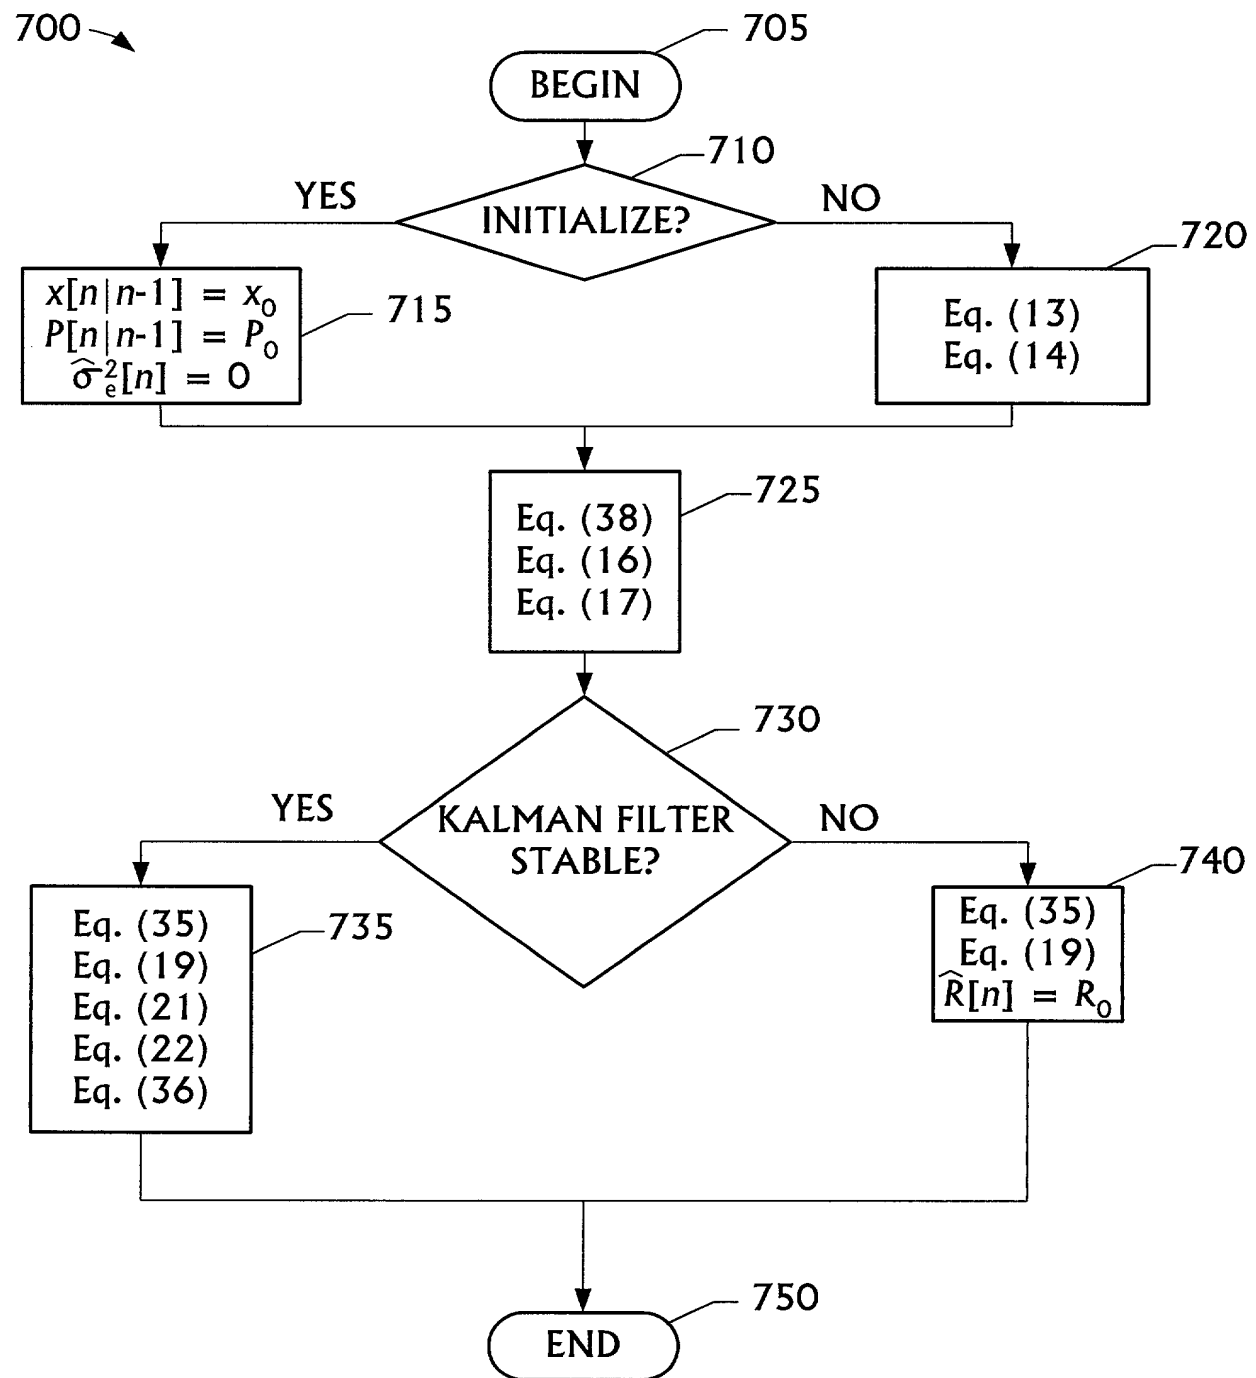 700
705
BEGIN
710
YES
INITIALIZE?
NO
720
x[n|n-1] = x₀
P[n|n-1] = P₀
σ̂²ₑ[n] = 0
715
Eq. (13)
Eq. (14)
725
Eq. (38)
Eq. (16)
Eq. (17)
730
YES
KALMAN FILTER
STABLE?
NO
740
Eq. (35)
Eq. (19)
Eq. (21)
Eq. (22)
Eq. (36)
735
Eq. (35)
Eq. (19)
R̂[n] = R₀
750
END